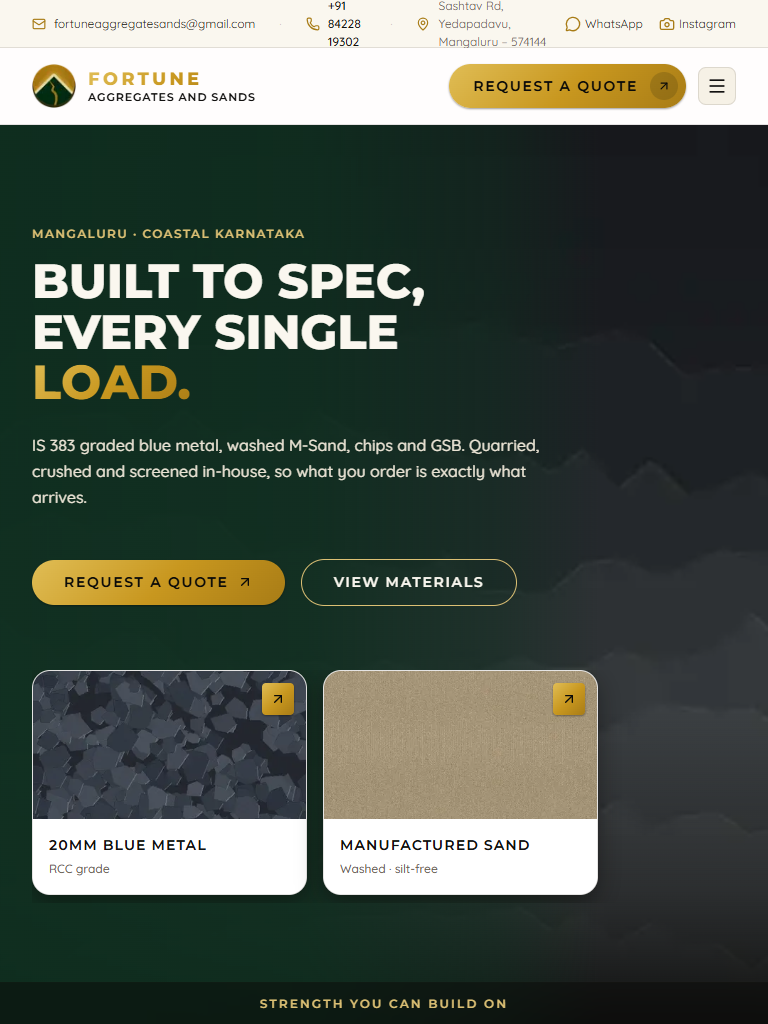 fortuneaggregatesands@gmail.com
+91
84228
19302
Sashtav Rd,
Yedapadavu,
Mangaluru – 574144
WhatsApp
Instagram
FORTUNE
AGGREGATES AND SANDS
REQUEST A QUOTE
MANGALURU · COASTAL KARNATAKA
BUILT TO SPEC,
EVERY SINGLE
LOAD.
IS 383 graded blue metal, washed M-Sand, chips and GSB. Quarried,
crushed and screened in-house, so what you order is exactly what
arrives.
REQUEST A QUOTE
VIEW MATERIALS
20MM BLUE METAL
RCC grade
MANUFACTURED SAND
Washed · silt-free
STRENGTH YOU CAN BUILD ON